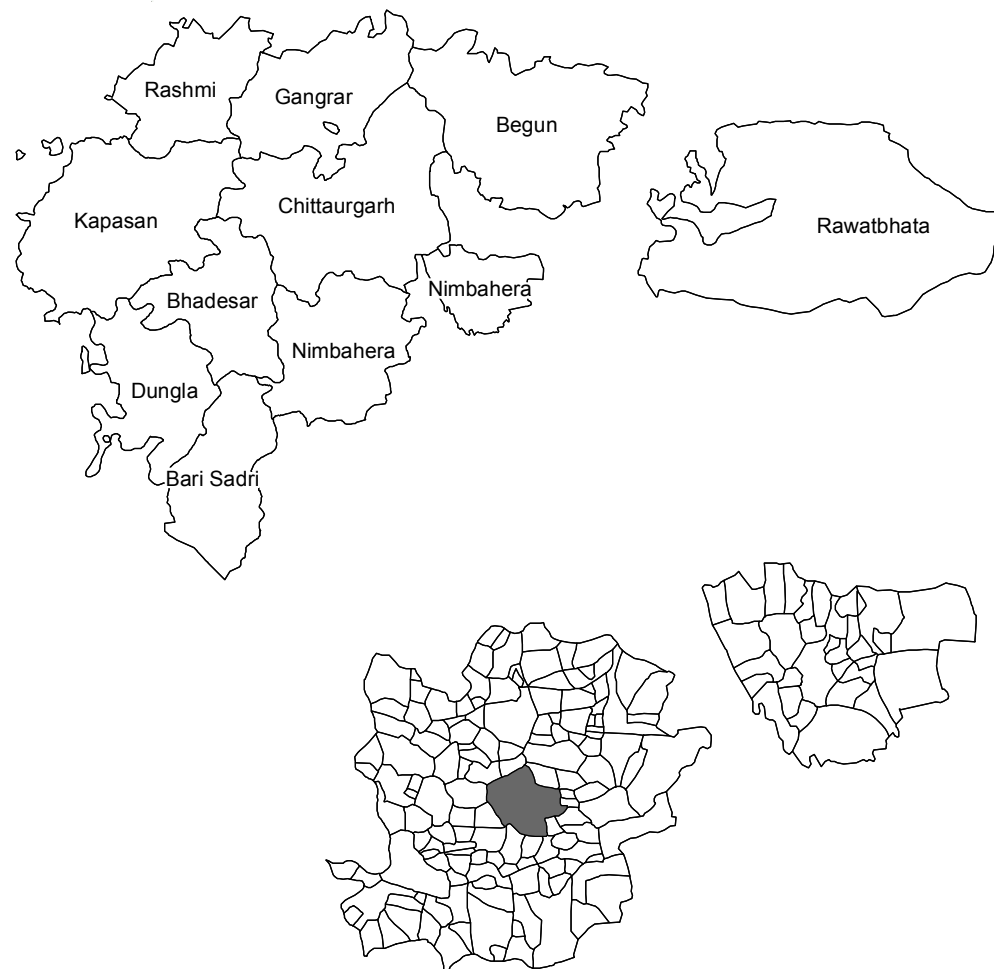 Rashmi
Gangrar
Begun
Kapasan
Chittaurgarh
Rawatbhata
Bhadesar
Nimbahera
Nimbahera
Dungla
Bari Sadri